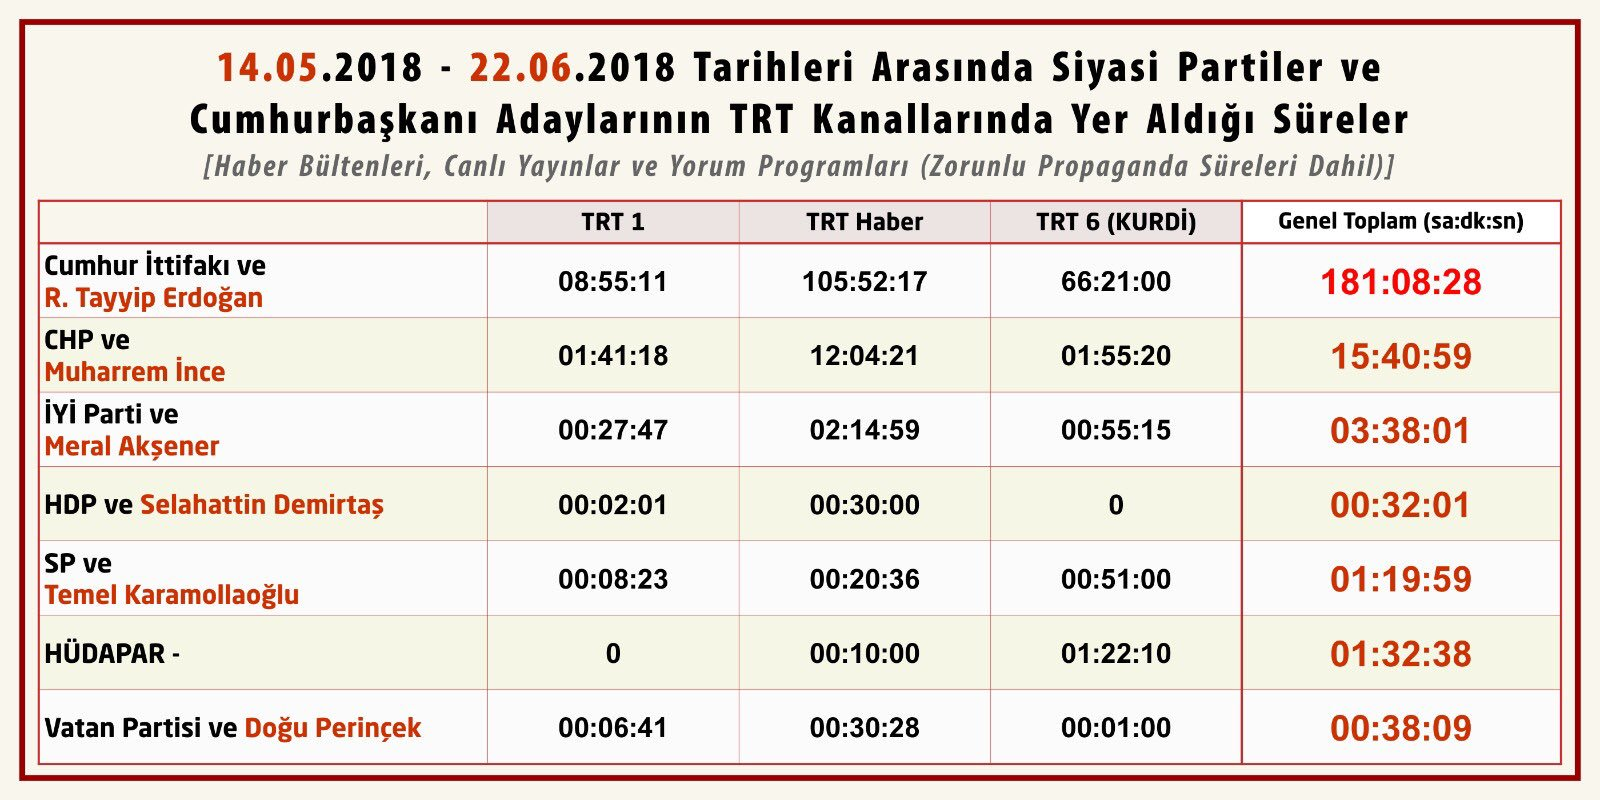 14.05.2018 - 22.06.2018 Tarihleri Arasında Siyasi Partiler ve
Cumhurbaşkanı Adaylarının TRT Kanallarında Yer Aldığı Süreler
[Haber Bültenleri, Canlı Yayınlar ve Yorum Programları (Zorunlu Propaganda Süreleri Dahil)]
TRT 1 TRT Haber TRT 6 (KURDİ) Genel Toplam (sa:dk:sn)
Cumhur İttifakı ve
R. Tayyip Erdoğan 08:55:11 105:52:17 66:21:00 181:08:28
CHP ve
Muharrem İnce 01:41:18 12:04:21 01:55:20 15:40:59
İYİ Parti ve
Meral Akşener 00:27:47 02:14:59 00:55:15 03:38:01
HDP ve Selahattin Demirtaş 00:02:01 00:30:00 0 00:32:01
SP ve
Temel Karamollaoğlu 00:08:23 00:20:36 00:51:00 01:19:59
HÜDAPAR - 0 00:10:00 01:22:10 01:32:38
Vatan Partisi ve Doğu Perinçek 00:06:41 00:30:28 00:01:00 00:38:09